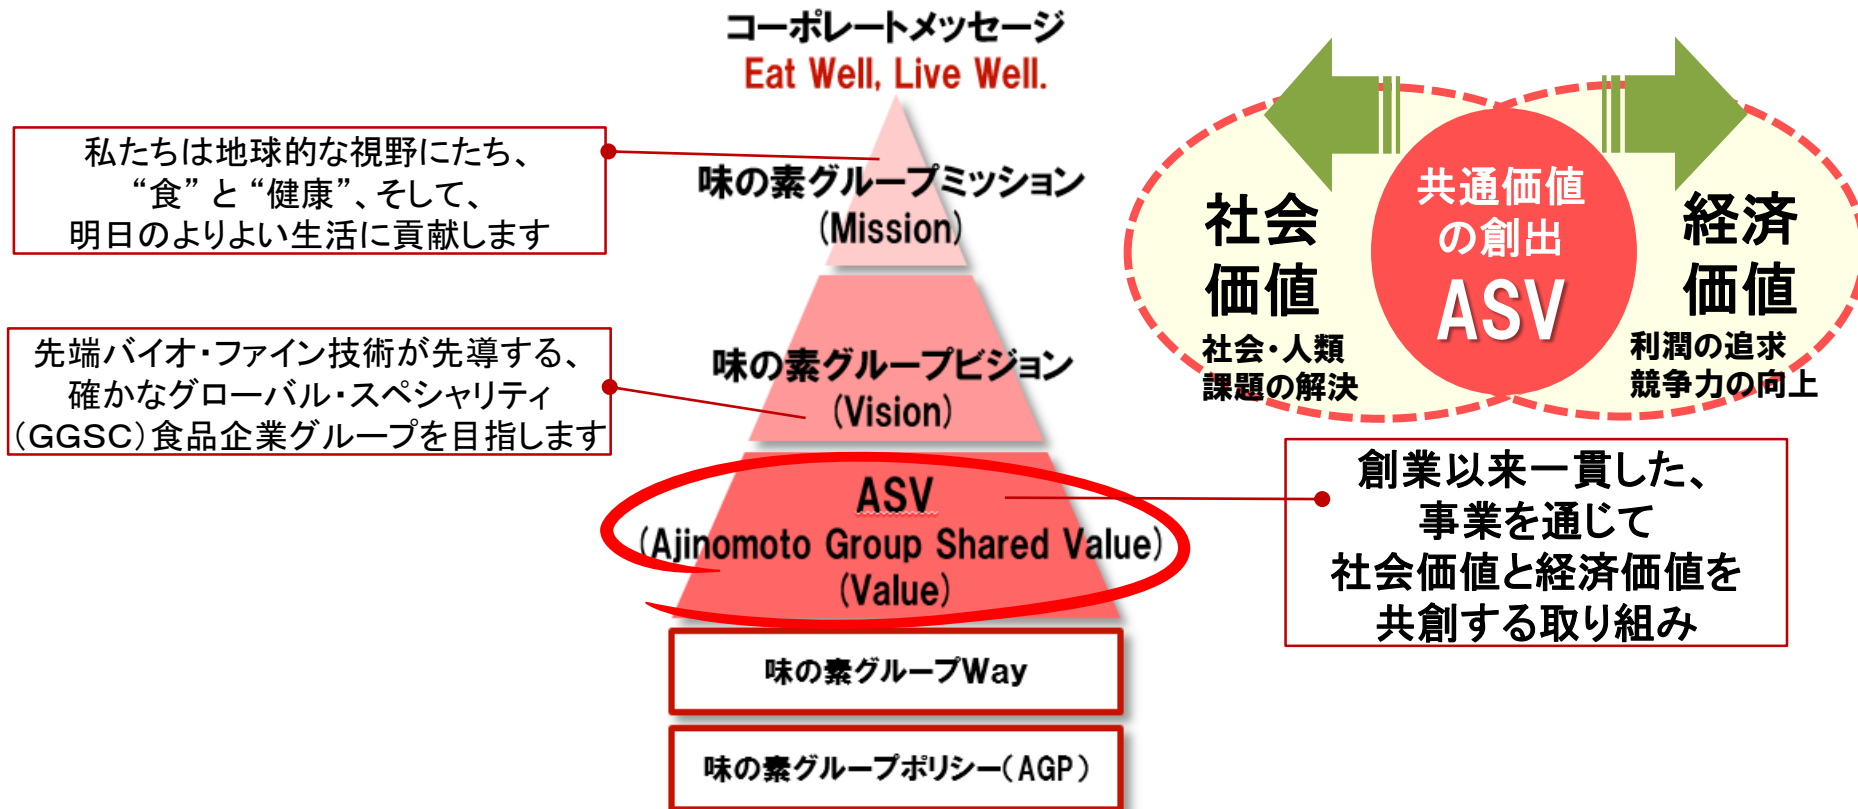 コーポレートメッセージ
Eat Well, Live Well.
私たちは地球的な視野にたち、
“食” と “健康”、そして、
明日のよりよい生活に貢献します
味の素グループミッション
(Mission)
先端バイオ・ファイン技術が先導する、
確かなグローバル・スペシャリティ
(GGSC)食品企業グループを目指します
味の素グループビジョン
(Vision)
ASV
(Ajinomoto Group Shared Value)
(Value)
味の素グループWay
味の素グループポリシー(AGP)
社会
価値
社会・人類
課題の解決
共通価値
の創出
ASV
経済
価値
利潤の追求
競争力の向上
創業以来一貫した、
事業を通じて
社会価値と経済価値を
共創する取り組み